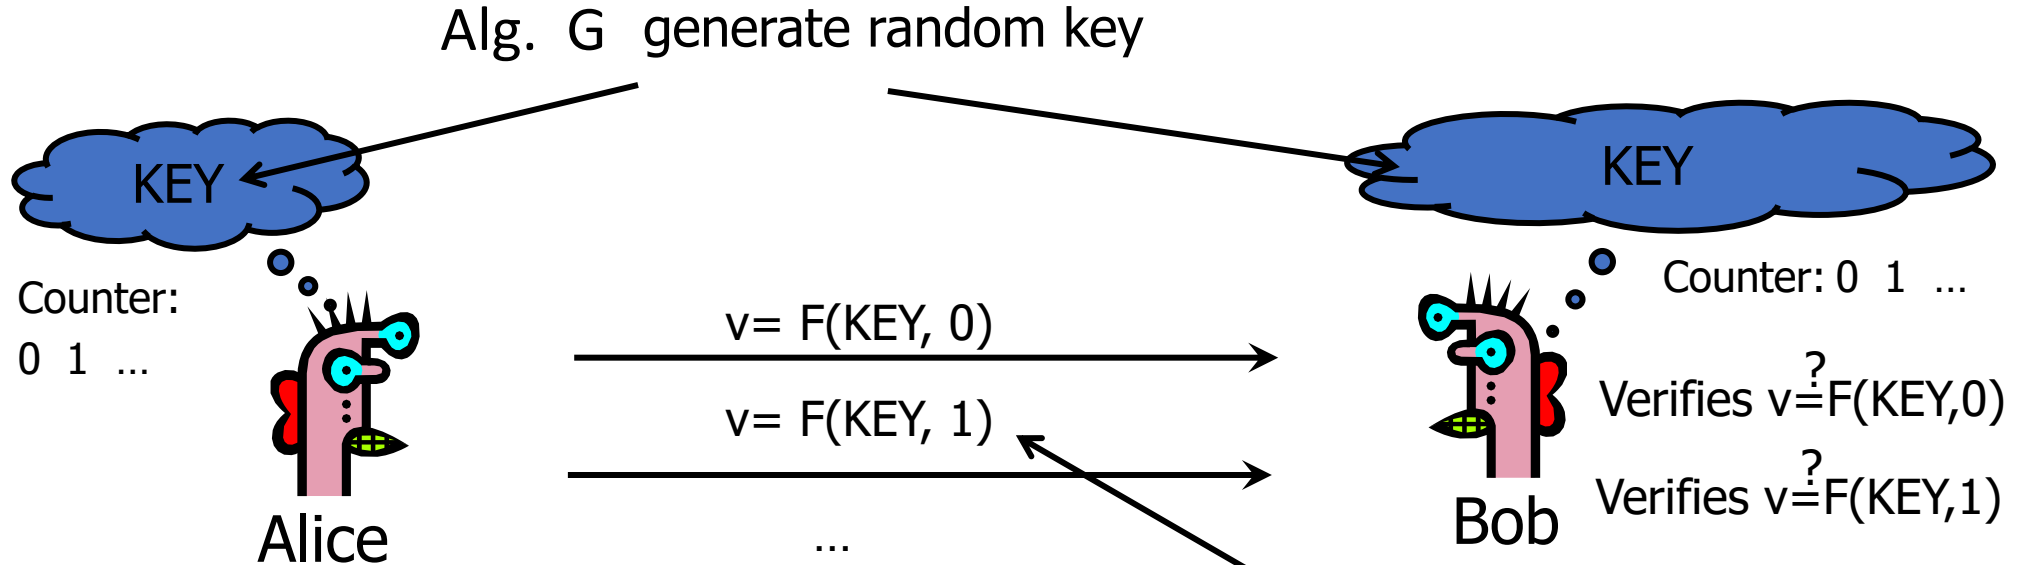 Alg. G generate random key
KEY
KEY
Counter:
0 1 ...
Counter: 0 1 ...
v= F(KEY, 0)
v= F(KEY, 1)
...
?
Verifies v=F(KEY,0)
?
Verifies v=F(KEY,1)
Alice
Bob